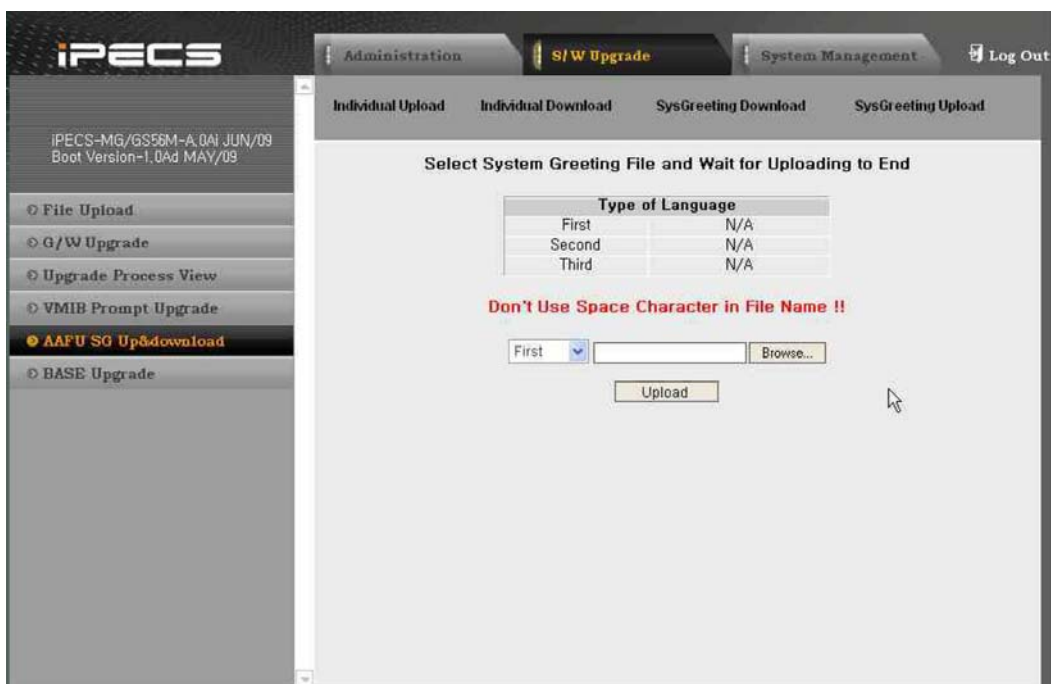 iPECS
Administration
S/W Upgrade
System Management
Log Out
Individual Upload
Individual Download
SysGreeting Download
SysGreeting Upload
iPECS-MG/GS56M-A.0Ai JUN/09
Boot Version-1.0Ad MAY/09
File Upload
G/W Upgrade
Upgrade Process View
VMIB Prompt Upgrade
AAFU SG Up&download
BASE Upgrade
Select System Greeting File and Wait for Uploading to End
Type of Language
First N/A
Second N/A
Third N/A
Don't Use Space Character in File Name !!
First Browse...
Upload